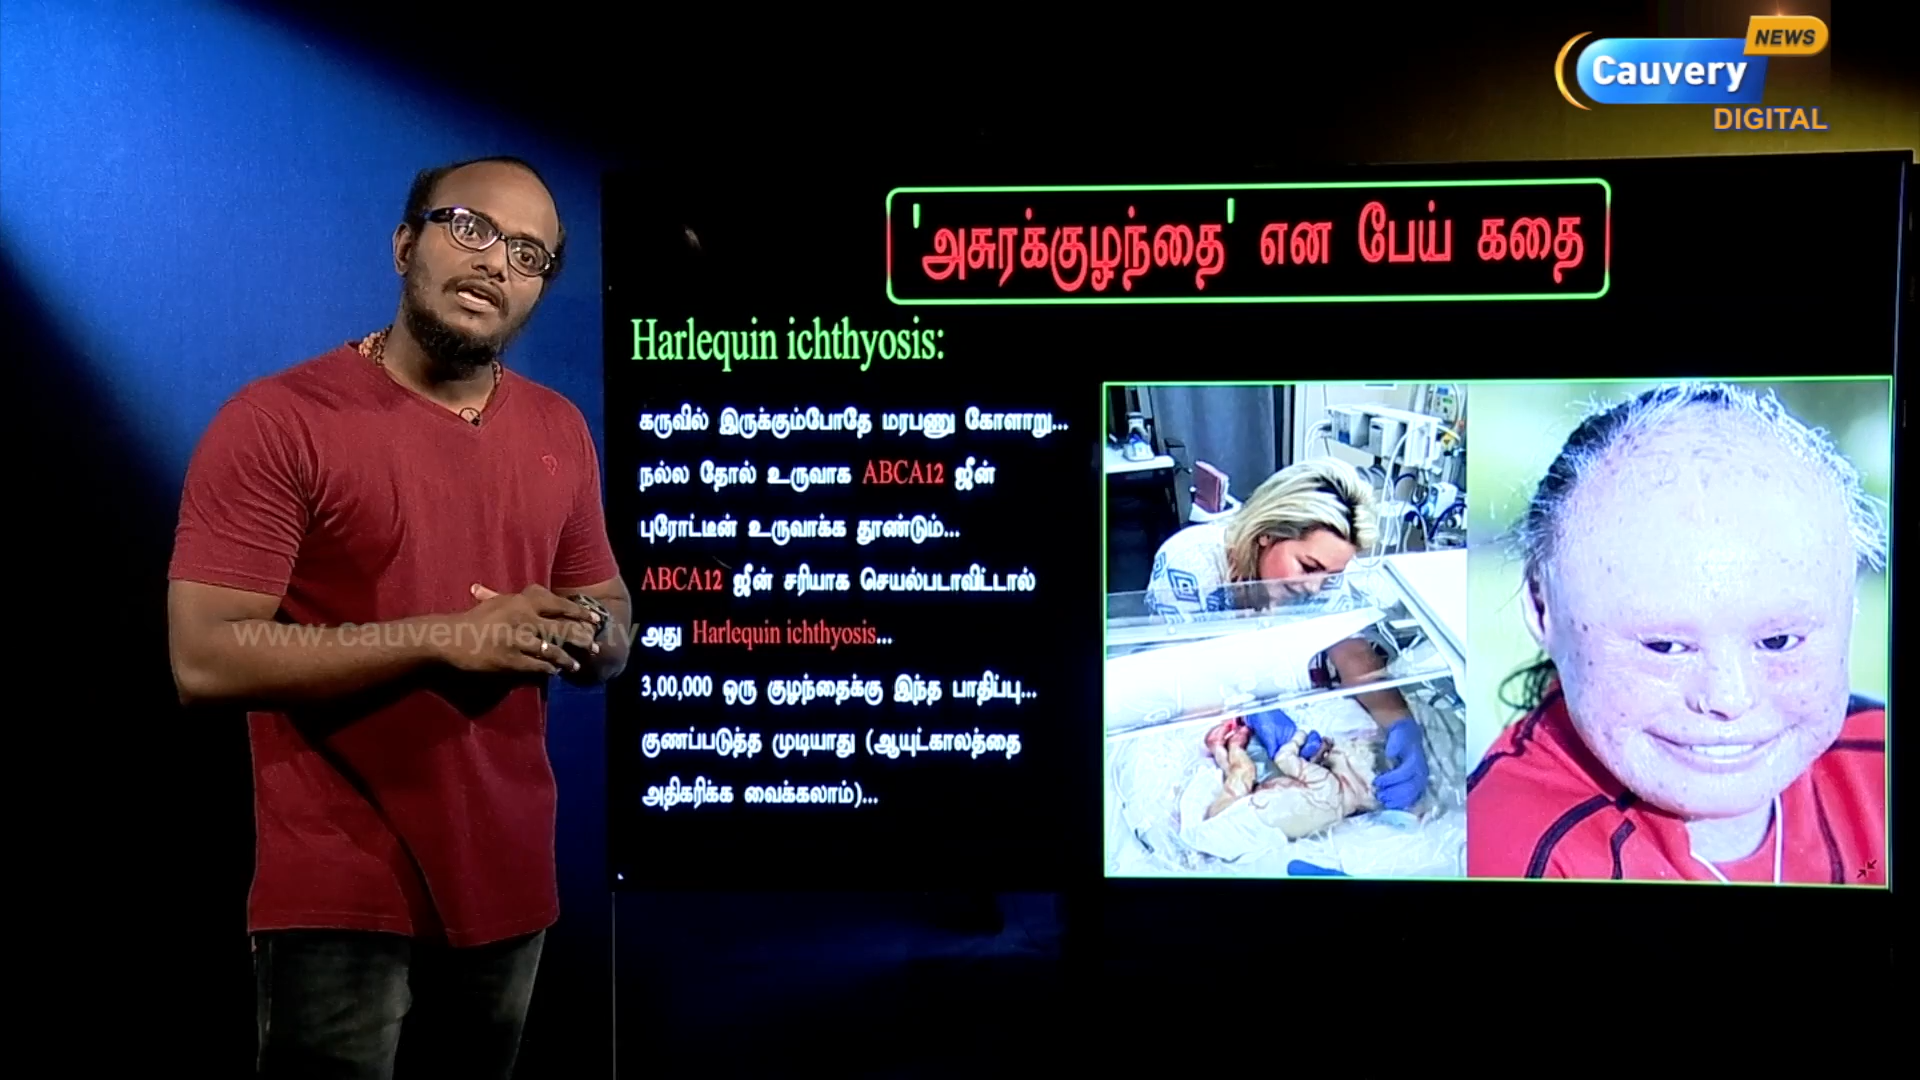 NEWS
Cauvery
DIGITAL
'அசுரக்குழந்தை' என பேய் கதை
Harlequin ichthyosis:
கருவில் இருக்கும்போதே மரபணு கோளாறு...
நல்ல தோல் உருவாக ABCA12 ஜீன்
புரோட்டீன் உருவாக்க தூண்டும்...
ABCA12 ஜீன் சரியாக செயல்படாவிட்டால்
அது Harlequin ichthyosis...
3,00,000 ஒரு குழந்தைக்கு இந்த பாதிப்பு...
குணப்படுத்த முடியாது (ஆயுட்காலத்தை
அதிகரிக்க வைக்கலாம்)...
www.cauverynews.tv